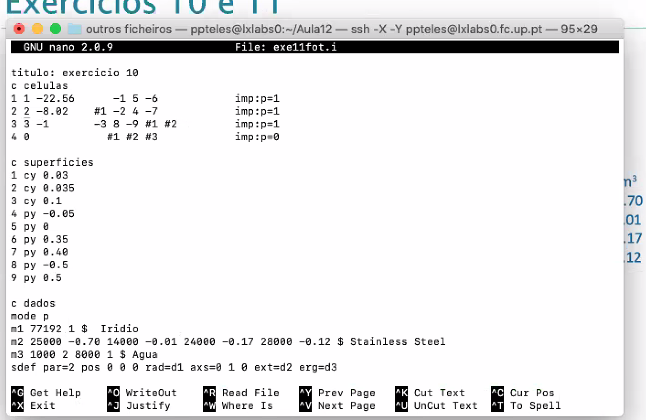 Exercícios 10 e 11
outros ficheiros — ppteles@lxlabs0:~/Aula12 — ssh -X -Y ppteles@lxlabs0.fc.up.pt — 95×29
GNU nano 2.0.9 File: exe11fot.i
titulo: exercicio 10
c celulas
1 1 -22.56 -1 5 -6 imp:p=1
2 2 -8.02 #1 -2 4 -7 imp:p=1
3 3 -1 -3 8 -9 #1 #2 imp:p=1
4 0 #1 #2 #3 imp:p=0
c superficies
1 cy 0.03
2 cy 0.035
3 cy 0.1
4 py -0.05
5 py 0
6 py 0.35
7 py 0.40
8 py -0.5
9 py 0.5
c dados
mode p
m1 77192 1 $ Iridio
m2 25000 -0.70 14000 -0.01 24000 -0.17 28000 -0.12 $ Stainless Steel
m3 1000 2 8000 1 $ Agua
sdef par=2 pos 0 0 0 rad=d1 axs=0 1 0 ext=d2 erg=d3
^G Get Help ^O WriteOut ^R Read File ^Y Prev Page ^K Cut Text ^C Cur Pos
^X Exit ^J Justify ^W Where Is ^V Next Page ^U UnCut Text ^T To Spell
m³
.70
.01
.17
.12